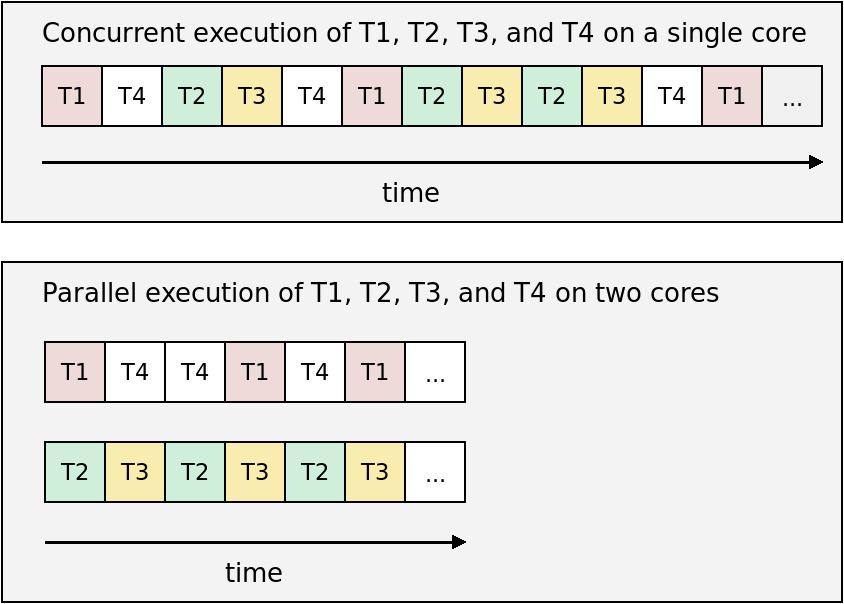 Concurrent execution of T1, T2, T3, and T4 on a single core
T1 T4 T2 T3 T4 T1 T2 T3 T2 T3 T4 T1 ...
time
Parallel execution of T1, T2, T3, and T4 on two cores
T1 T4 T4 T1 T4 T1 ...
T2 T3 T2 T3 T2 T3 ...
time